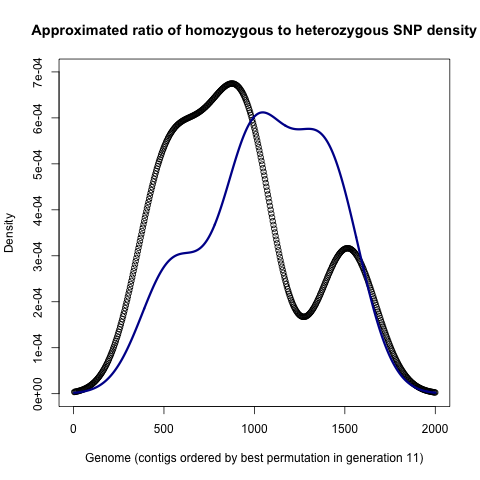 Approximated ratio of homozygous to heterozygous SNP density
Density
7e-04
6e-04
5e-04
4e-04
3e-04
2e-04
1e-04
0e+00
0 500 1000 1500 2000
Genome (contigs ordered by best permutation in generation 11)